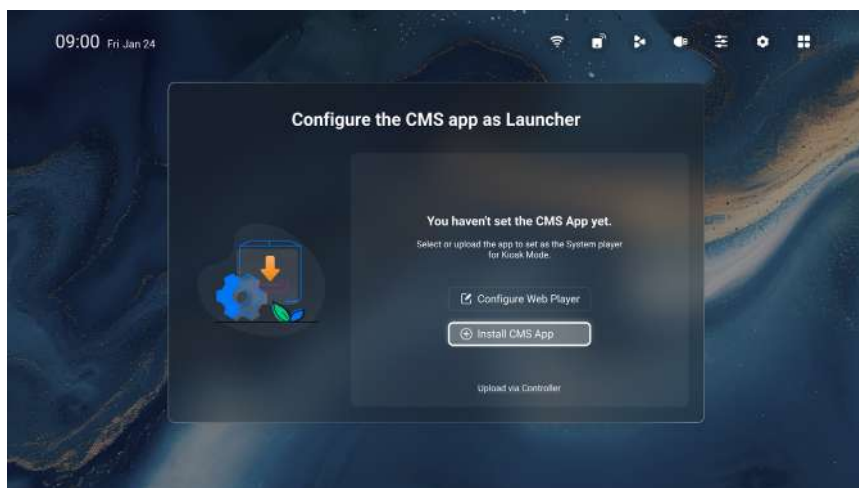 09:00 Fri Jan 24
Configure the CMS app as Launcher
You haven't set the CMS App yet.
Select or upload the app to set as the System player
for Kiosk Mode.
Configure Web Player
Install CMS App
Upload via Controller